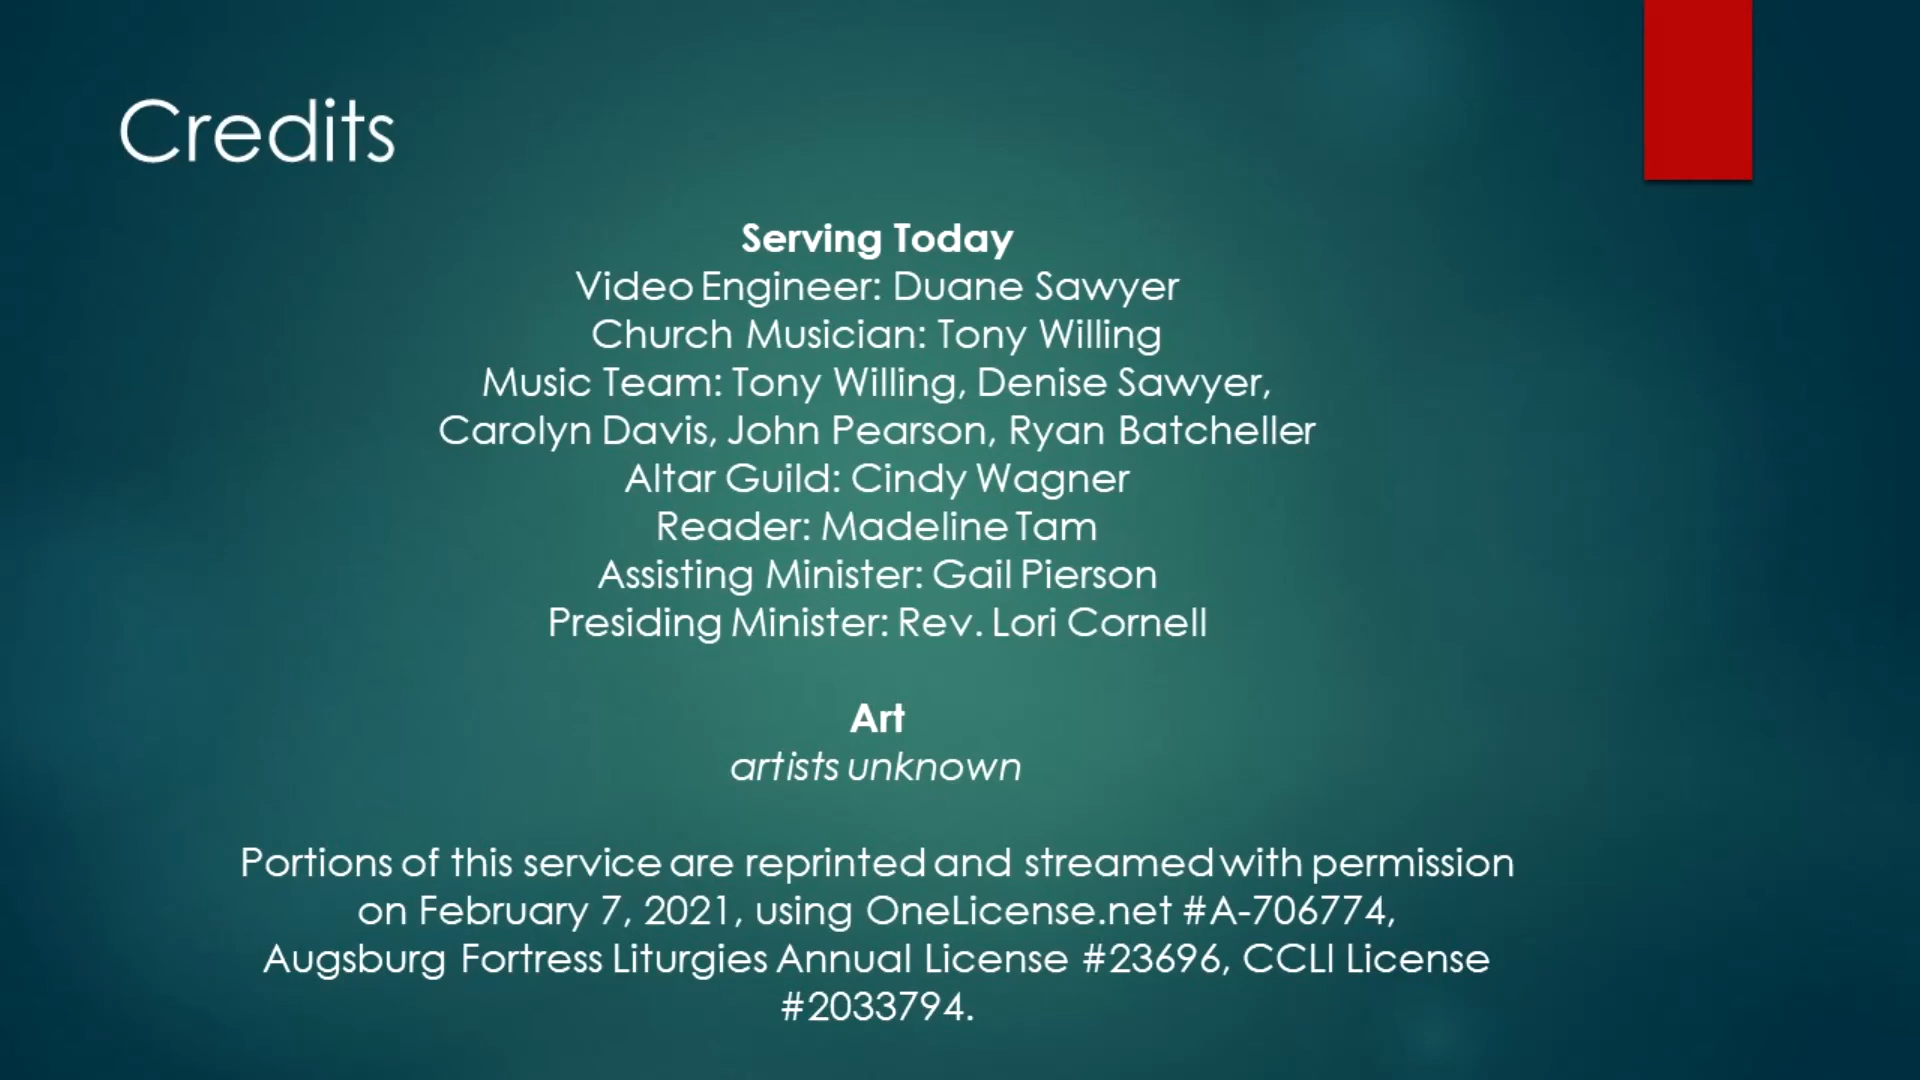 Credits
Serving Today
Video Engineer: Duane Sawyer
Church Musician: Tony Willing
Music Team: Tony Willing, Denise Sawyer,
Carolyn Davis, John Pearson, Ryan Batcheller
Altar Guild: Cindy Wagner
Reader: Madeline Tam
Assisting Minister: Gail Pierson
Presiding Minister: Rev. Lori Cornell
Art
artists unknown
Portions of this service are reprinted and streamed with permission
on February 7, 2021, using OneLicense.net #A-706774,
Augsburg Fortress Liturgies Annual License #23696, CCLI License
#2033794.